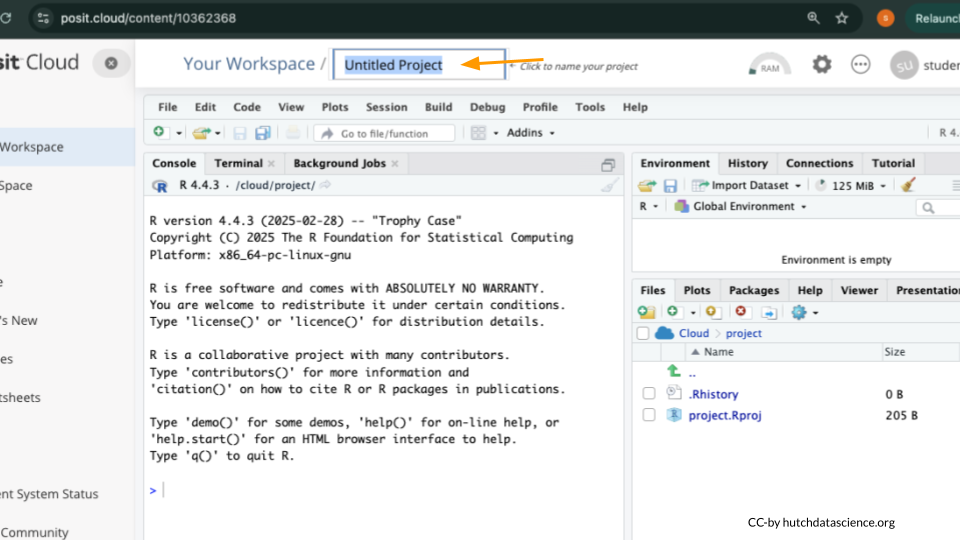 posit.cloud/content/10362368
S
Relaunc
sit Cloud
Your Workspace / Untitled Project
Click to name your project
RAM
SU
studen
Workspace
Space
e
's New
es
tsheets
nt System Status
Community
File Edit Code View Plots Session Build Debug Profile Tools Help
Go to file/function
Addins
R 4.
Console Terminal Background Jobs
R 4.4.3 · /cloud/project/
R version 4.4.3 (2025-02-28) -- "Trophy Case"
Copyright (C) 2025 The R Foundation for Statistical Computing
Platform: x86_64-pc-linux-gnu
R is free software and comes with ABSOLUTELY NO WARRANTY.
You are welcome to redistribute it under certain conditions.
Type 'license()' or 'licence()' for distribution details.
R is a collaborative project with many contributors.
Type 'contributors()' for more information and
'citation()' on how to cite R or R packages in publications.
Type 'demo()' for some demos, 'help()' for on-line help, or
'help.start()' for an HTML browser interface to help.
Type 'q()' to quit R.
>
Environment History Connections Tutorial
Import Dataset 125 MiB
R Global Environment
Environment is empty
Files Plots Packages Help Viewer Presentatio
Cloud project
Name Size
..
.Rhistory 0 B
project.Rproj 205 B
CC-by hutchdatascience.org